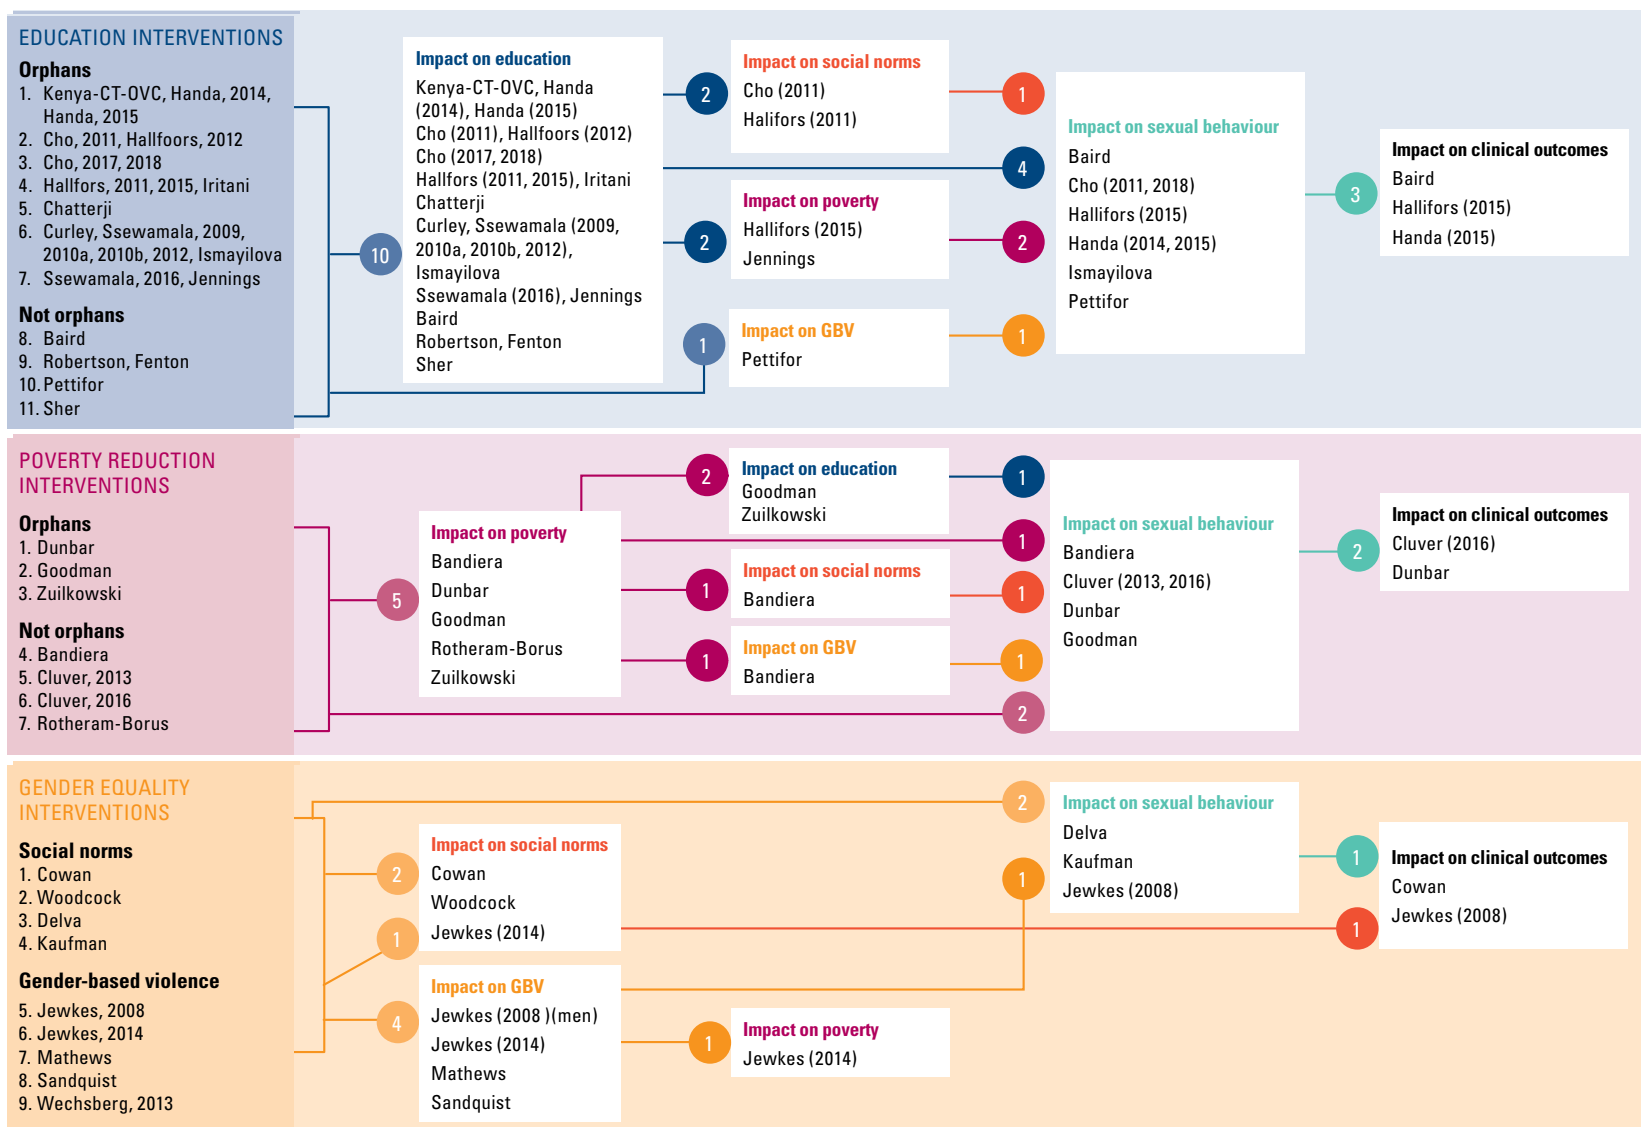 EDUCATION INTERVENTIONS
Orphans
1. Kenya-CT-OVC, Handa, 2014,
Handa, 2015
2. Cho, 2011, Hallfoors, 2012
3. Cho, 2017, 2018
4. Hallfors, 2011, 2015, Iritani
5. Chatterji
6. Curley, Ssewamala, 2009,
2010a, 2010b, 2012, Ismayilova
7. Ssewamala, 2016, Jennings
Not orphans
8. Baird
9. Robertson, Fenton
10. Pettifor
11. Sher
10
Impact on education
Kenya-CT-OVC, Handa
(2014), Handa (2015)
Cho (2011), Hallfoors (2012)
Cho (2017, 2018)
Hallfors (2011, 2015), Iritani
Chatterji
Curley, Ssewamala (2009,
2010a, 2010b, 2012),
Ismayilova
Ssewamala (2016), Jennings
Baird
Robertson, Fenton
Sher
2
Impact on social norms
Cho (2011)
Halifors (2011)
1
4
2
Impact on poverty
Hallifors (2015)
Jennings
2
1
Impact on GBV
Pettifor
1
Impact on sexual behaviour
Baird
Cho (2011, 2018)
Hallifors (2015)
Handa (2014, 2015)
Ismayilova
Pettifor
3
Impact on clinical outcomes
Baird
Hallifors (2015)
Handa (2015)
POVERTY REDUCTION
INTERVENTIONS
Orphans
1. Dunbar
2. Goodman
3. Zuilkowski
Not orphans
4. Bandiera
5. Cluver, 2013
6. Cluver, 2016
7. Rotheram-Borus
5
Impact on poverty
Bandiera
Dunbar
Goodman
Rotheram-Borus
Zuilkowski
2
Impact on education
Goodman
Zuilkowski
1
1
1
Impact on social norms
Bandiera
1
1
Impact on GBV
Bandiera
1
2
Impact on sexual behaviour
Bandiera
Cluver (2013, 2016)
Dunbar
Goodman
2
Impact on clinical outcomes
Cluver (2016)
Dunbar
GENDER EQUALITY
INTERVENTIONS
Social norms
1. Cowan
2. Woodcock
3. Delva
4. Kaufman
Gender-based violence
5. Jewkes, 2008
6. Jewkes, 2014
7. Mathews
8. Sandquist
9. Wechsberg, 2013
2
1
Impact on social norms
Cowan
Woodcock
Jewkes (2014)
4
Impact on GBV
Jewkes (2008 )(men)
Jewkes (2014)
Mathews
Sandquist
1
Impact on poverty
Jewkes (2014)
2
1
Impact on sexual behaviour
Delva
Kaufman
Jewkes (2008)
1
1
Impact on clinical outcomes
Cowan
Jewkes (2008)